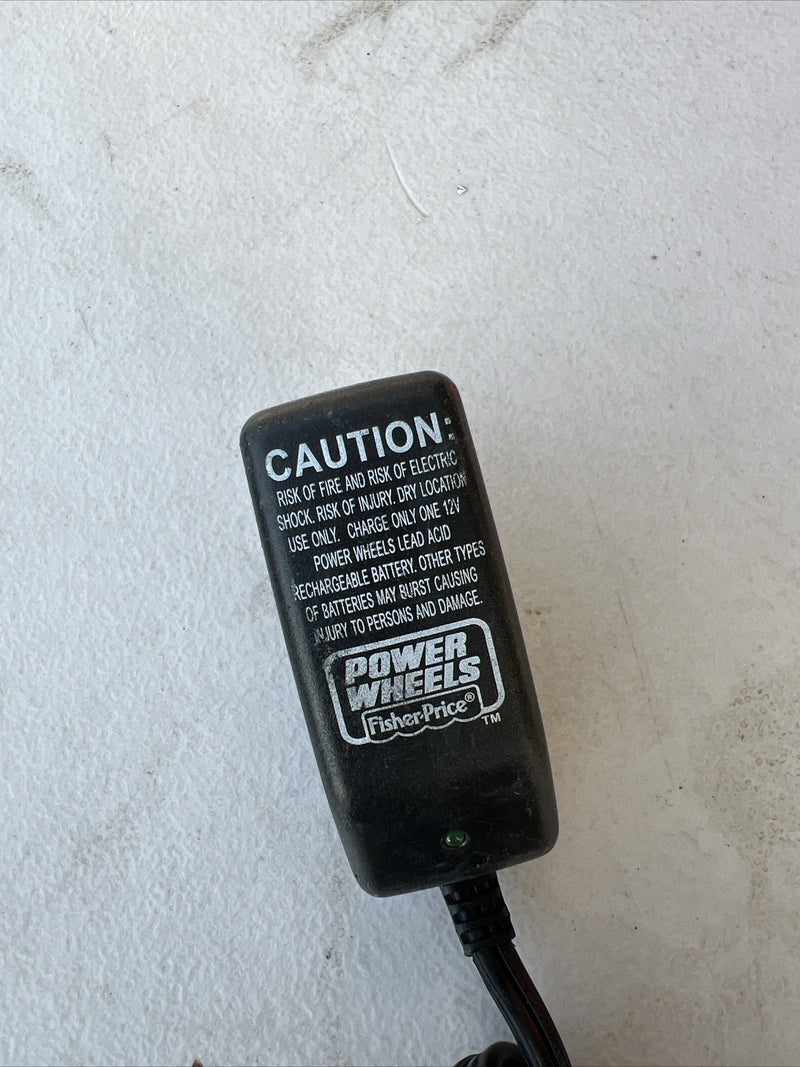 CAUTION:
RISK OF FIRE AND RISK OF ELECTRIC
SHOCK. RISK OF INJURY. DRY LOCATION
USE ONLY. CHARGE ONLY ONE 12V
POWER WHEELS LEAD ACID
RECHARGEABLE BATTERY. OTHER TYPES
OF BATTERIES MAY BURST CAUSING
INJURY TO PERSONS AND DAMAGE.
POWER
WHEELS
Fisher-Price®
TM